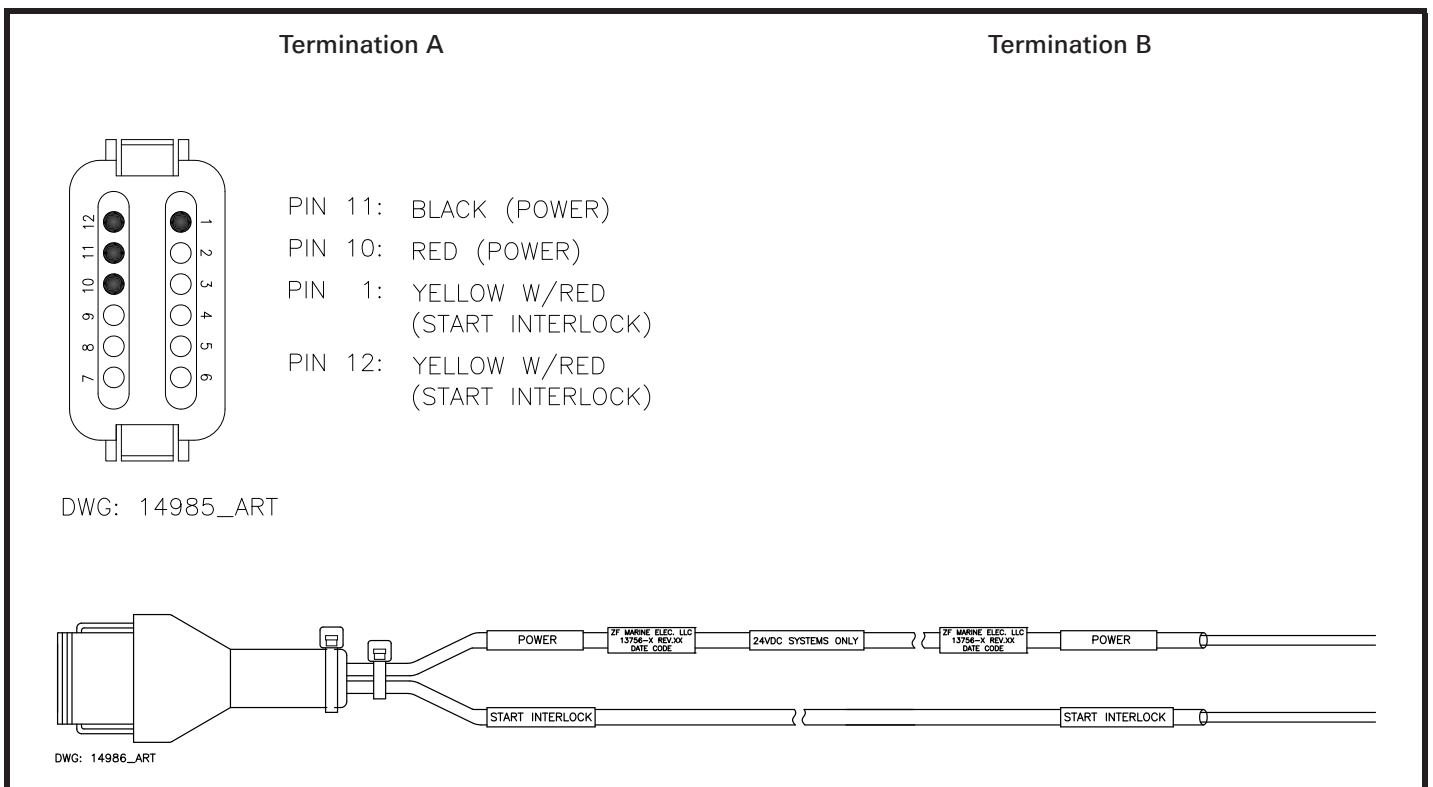 Termination A
Termination B
12
11
10
9
8
7
1
2
3
4
5
6
PIN 11: BLACK (POWER)
PIN 10: RED (POWER)
PIN 1: YELLOW W/RED
(START INTERLOCK)
PIN 12: YELLOW W/RED
(START INTERLOCK)
DWG: 14985_ART
POWER
ZF MARINE ELEC. LLC
13756-X REV.XX
DATE CODE
24VDC SYSTEMS ONLY
ZF MARINE ELEC. LLC
13756-X REV.XX
DATE CODE
POWER
START INTERLOCK
START INTERLOCK
DWG: 14986_ART